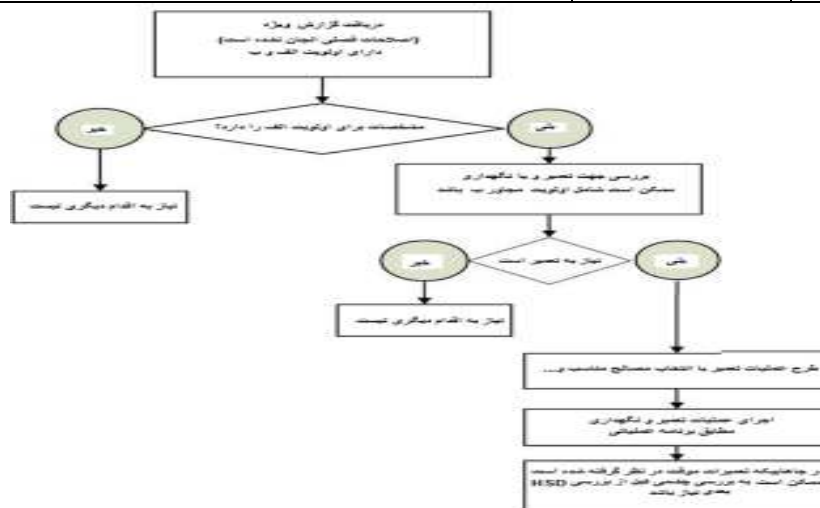 دریافت گزارش ویژه
(اصلاحات فصلی انجان نشده است)
دارای اولویت الف و ب
مشخصات برای اولویت الف را دارد؟
خیر
بلی
نیاز به اقدام دیگری نیست
بررسی جهت تعمیر و یا نگهداری
ممکن است شامل اولویت مجاور ب باشد
نیاز به تعمیر است
خیر
بلی
نیاز به اقدام دیگری نیست
طرح عملیات تعمیر با انتخاب مصالح مناسب و...
اجرای عملیات تعمیر و نگهداری
مطابق برنامه عملیاتی
در جاهاییکه تعمیرات موقت در نظر گرفته شده است
ممکن است به بررسی چشمی قبل از بررسی HSD
بعدی نیاز باشد